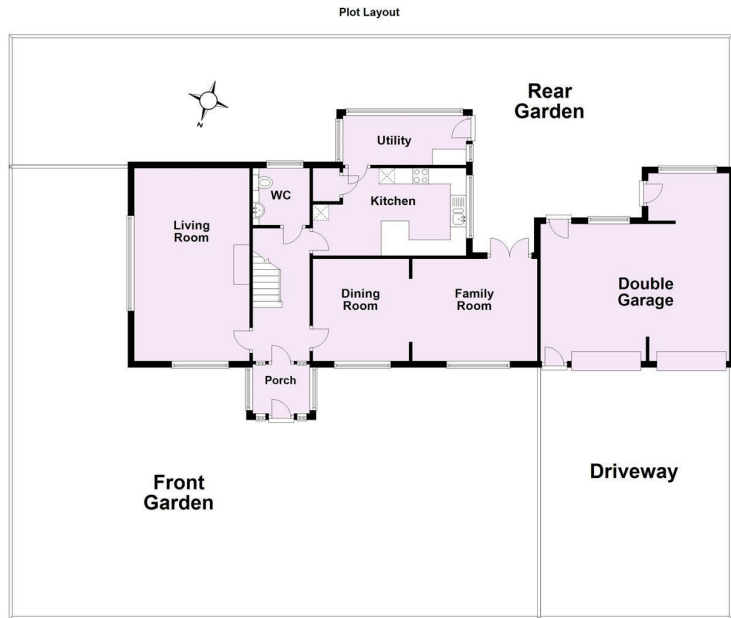 Plot Layout
Rear
Garden
N
Utility
WC
Kitchen
Living
Room
Dining
Room
Family
Room
Double
Garage
Porch
Front
Garden
Driveway